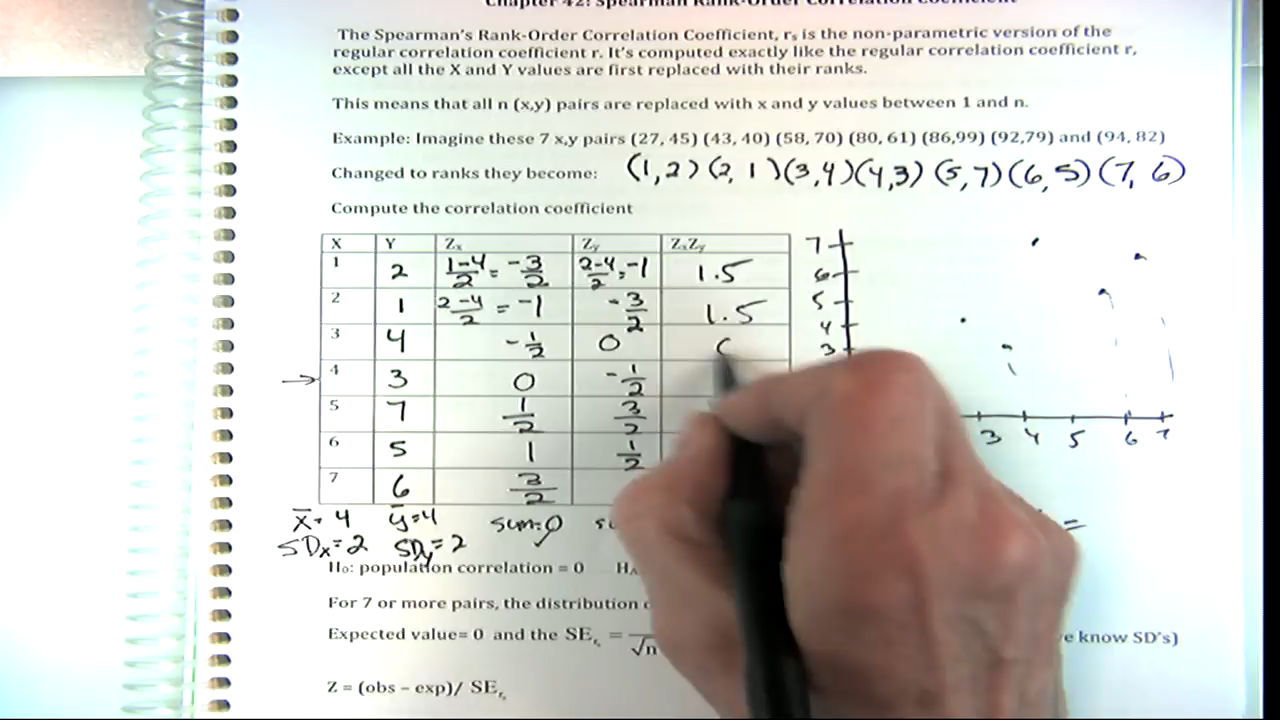 Chapter 42: Spearman Rank-Order Correlation Coefficient
The Spearman's Rank-Order Correlation Coefficient, rs is the non-parametric version of the
regular correlation coefficient r. It's computed exactly like the regular correlation coefficient r,
except all the X and Y values are first replaced with their ranks.
This means that all n (x,y) pairs are replaced with x and y values between 1 and n.
Example: Imagine these 7 x,y pairs (27, 45) (43, 40) (58, 70) (80, 61) (86,99) (92,79) and (94, 82)
Changed to ranks they become: (1,2) (2, 1) (3,4) (4,3) (5,7) (6,5) (7, 6)
Compute the correlation coefficient
X Y Zx Zy ZxZy
1 2 1-4/2 = -3/2 2-4/2 = -1 1.5
2 1 2-4/2 = -1 -3/2 1.5
3 4 -1/2 0
4 3 0 -1/2
5 7 1/2 3/2
6 5 1 1/2
7 6 3/2
7
6
5
4
3
3 4 5 6 7
x̄=4 ȳ=4 sum=0 =
SDx=2 SDy=2
H0: population correlation = 0
For 7 or more pairs, the distribution
Expected value= 0 and the SErs = √n know SD's)
Z = (obs – exp)/ SErs